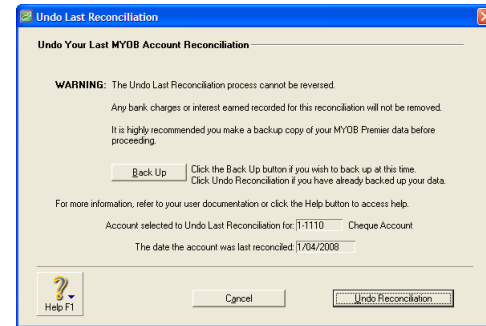 Undo Last Reconciliation
Undo Your Last MYOB Account Reconciliation
WARNING: The Undo Last Reconciliation process cannot be reversed.
Any bank charges or interest earned recorded for this reconciliation will not be removed.
It is highly recommended you make a backup copy of your MYOB Premier data before
proceeding.
Back Up
Click the Back Up button if you wish to back up at this time.
Click Undo Reconciliation if you have already backed up your data.
For more information, refer to your user documentation or click the Help button to access help.
Account selected to Undo Last Reconciliation for: 1-1110 Cheque Account
The date the account was last reconciled: 1/04/2008
Help F1
Cancel
Undo Reconciliation